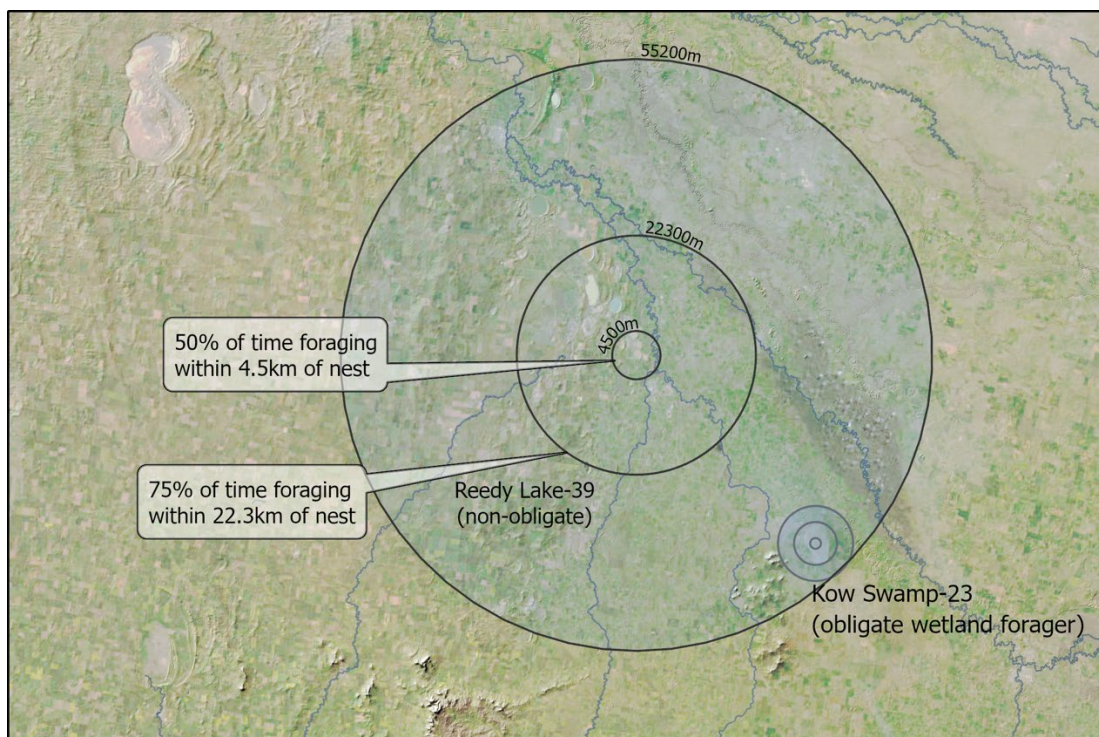 55200m
22300m
4500m
50% of time foraging
within 4.5km of nest
75% of time foraging
within 22.3km of nest
Reedy Lake-39
(non-obligate)
Kow Swamp-23
(obligate wetland forager)